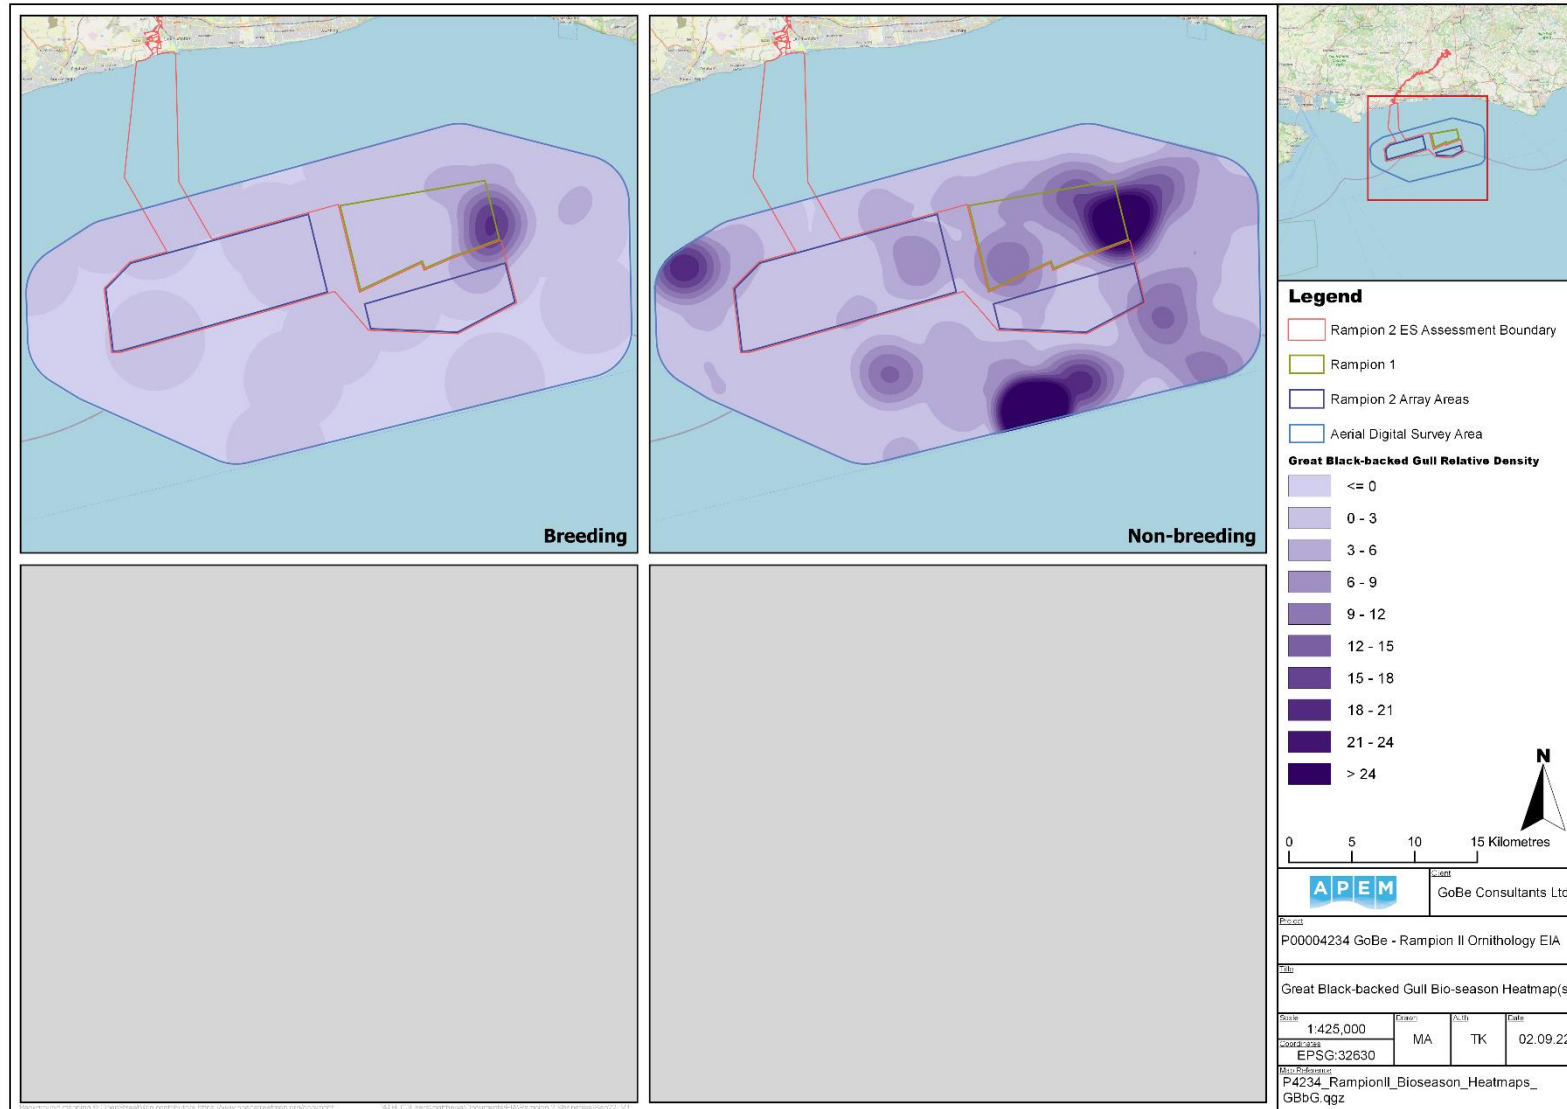 Breeding
Non-breeding
Legend
Rampion 2 ES Assessment Boundary
Rampion 1
Rampion 2 Array Areas
Aerial Digital Survey Area
Great Black-backed Gull Relative Density
<= 0
0 - 3
3 - 6
6 - 9
9 - 12
12 - 15
15 - 18
18 - 21
21 - 24
> 24
N
0 5 10 15 Kilometres
APEM
Client
GoBe Consultants Ltd
Project
P00004234 GoBe - Rampion II Ornithology EIA
Title
Great Black-backed Gull Bio-season Heatmap(s
Scale
1:425,000
Drawn
MA
Auth
TK
Date
02.09.22
Coordinates
EPSG:32630
Map Reference
P4234_RampionII_Bioseason_Heatmaps_
GBbG.qgz